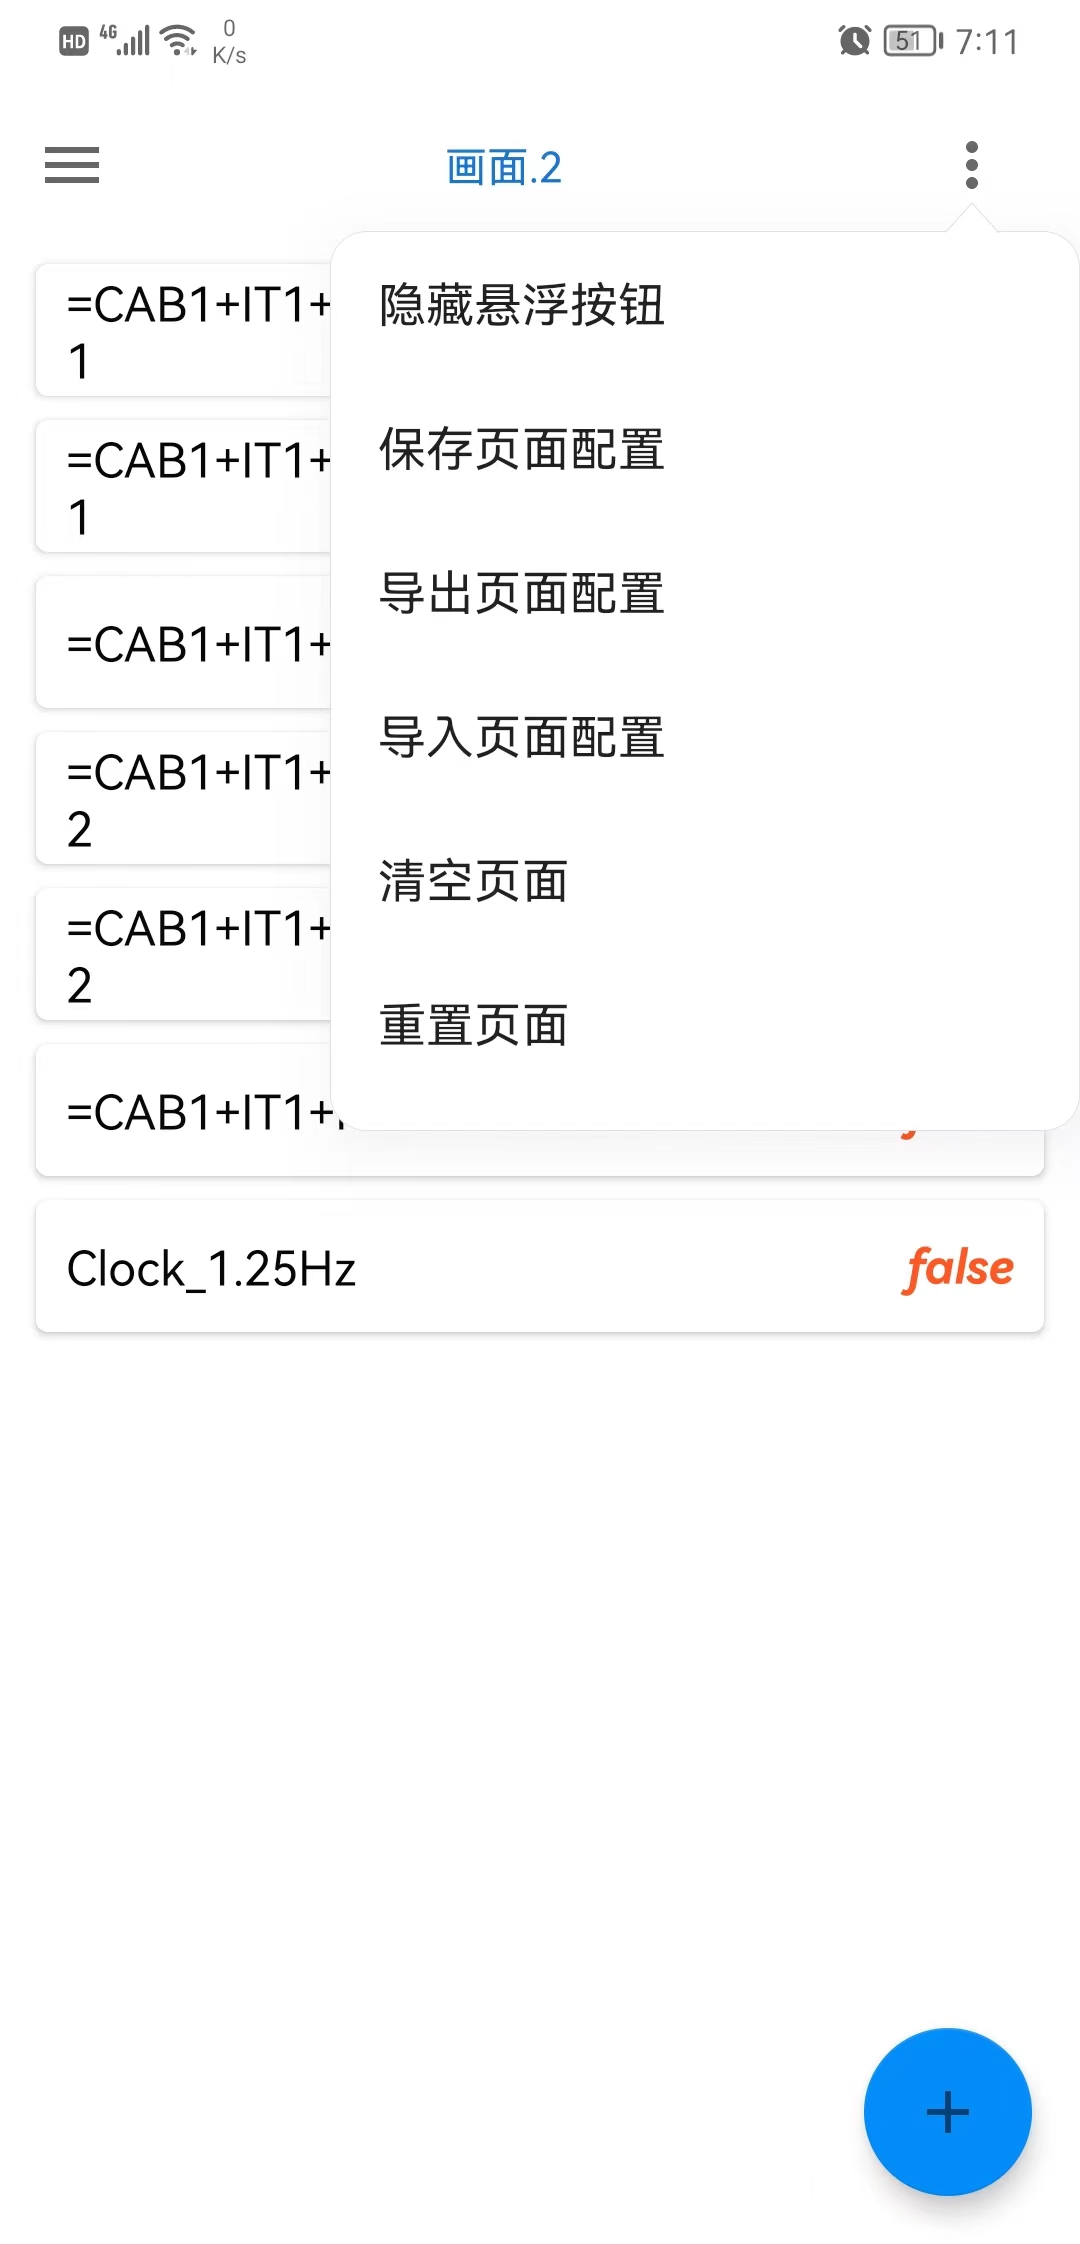 HD 4G 0 K/s 51 7:11
画面.2
隐藏悬浮按钮
保存页面配置
导出页面配置
导入页面配置
清空页面
重置页面
=CAB1+IT1+
1
=CAB1+IT1+
1
=CAB1+IT1+
=CAB1+IT1+
2
=CAB1+IT1+
2
=CAB1+IT1+
Clock_1.25Hz false
+